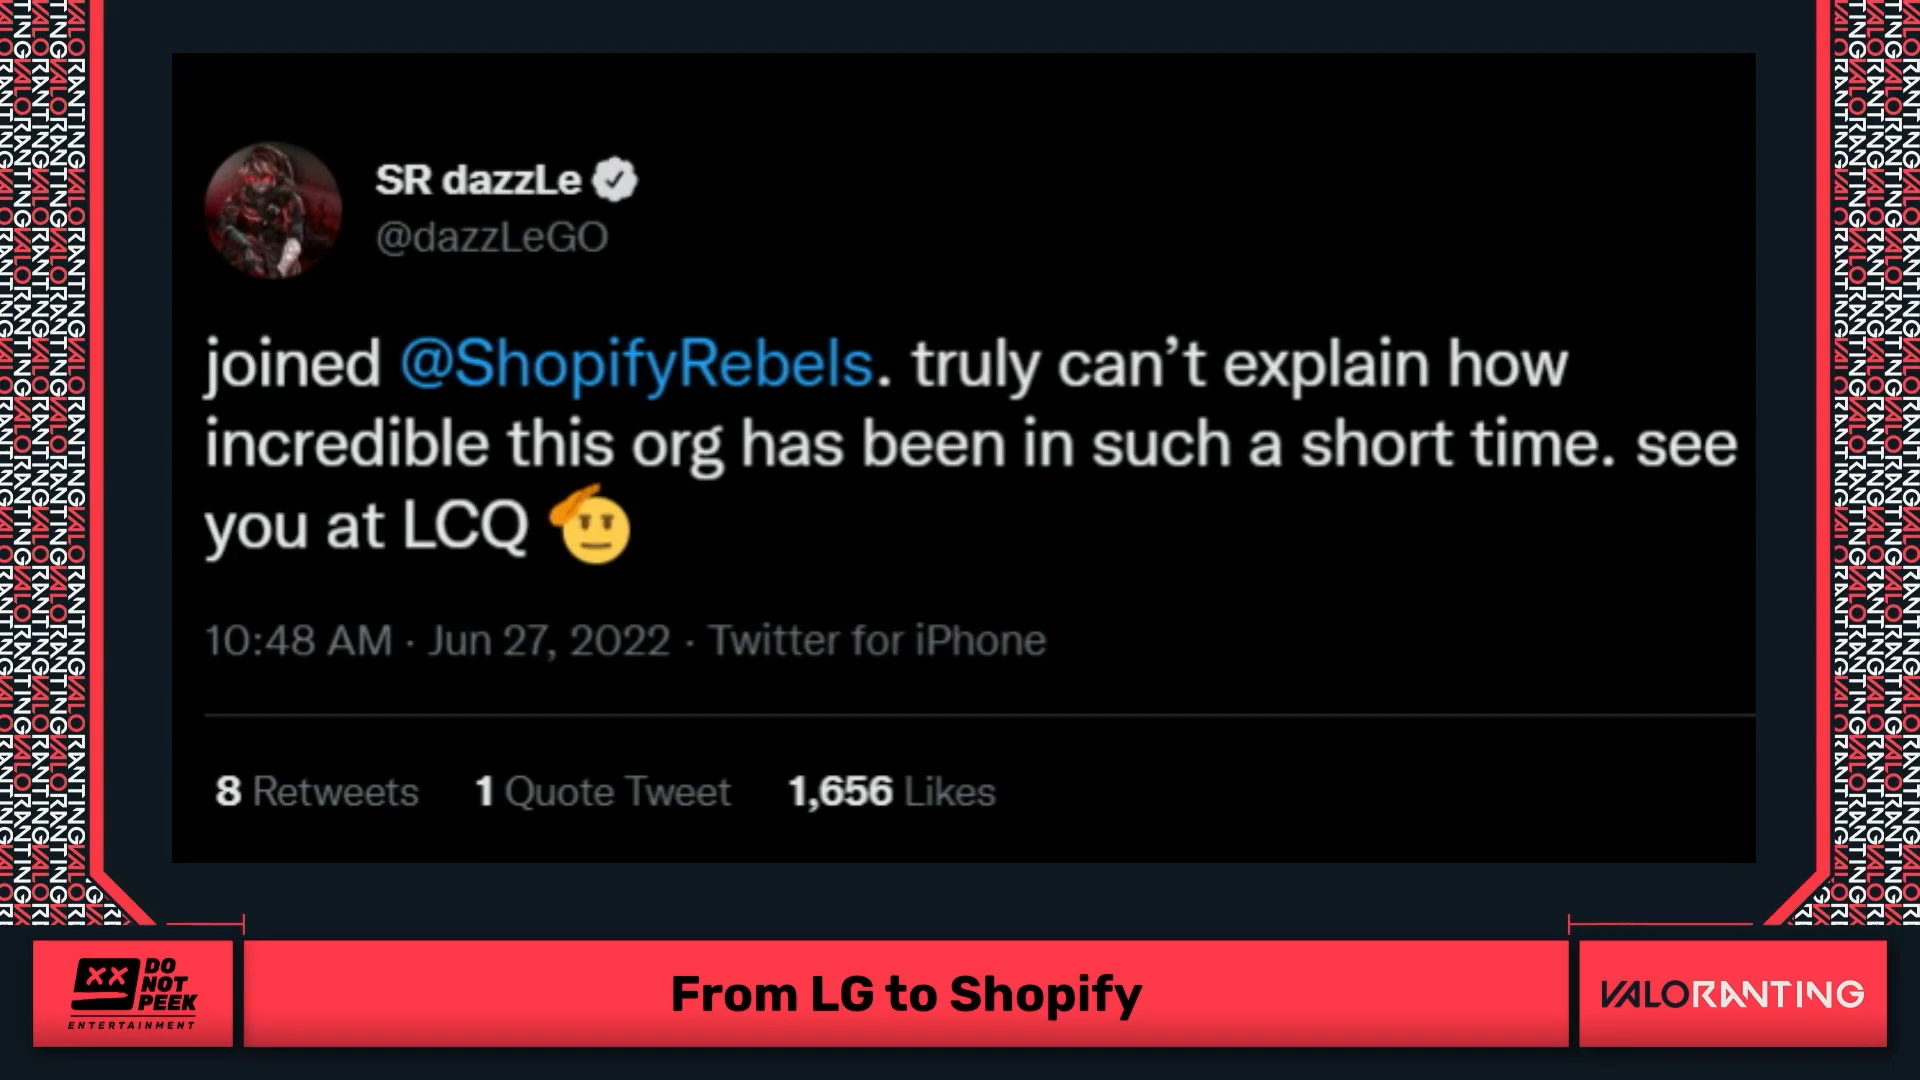 SR dazzLe
@dazzLeGO
joined @ShopifyRebels. truly can’t explain how
incredible this org has been in such a short time. see
you at LCQ 🫡
10:48 AM · Jun 27, 2022 · Twitter for iPhone
8 Retweets 1 Quote Tweet 1,656 Likes
XX DO
NOT
PEEK
ENTERTAINMENT
From LG to Shopify
VALORANTING